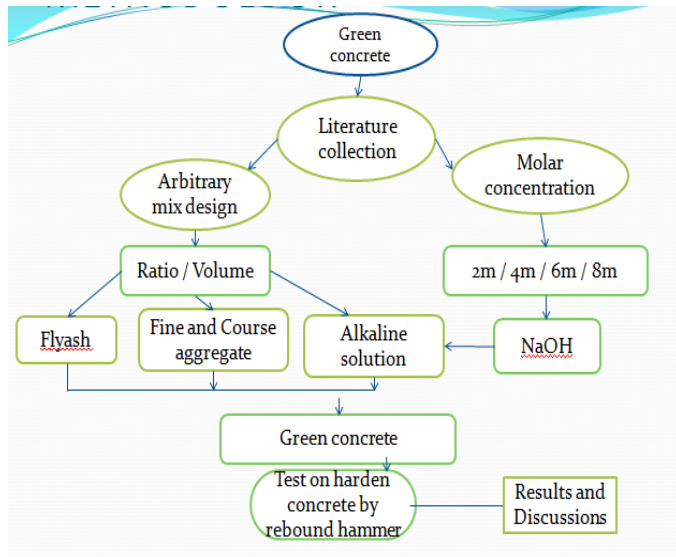 Green
concrete
Literature
collection
Arbitrary
mix design
Molar
concentration
Ratio / Volume
2m / 4m / 6m / 8m
Flyash
Fine and Course
aggregate
Alkaline
solution
NaOH
Green concrete
Test on harden
concrete by
rebound hammer
Results and
Discussions